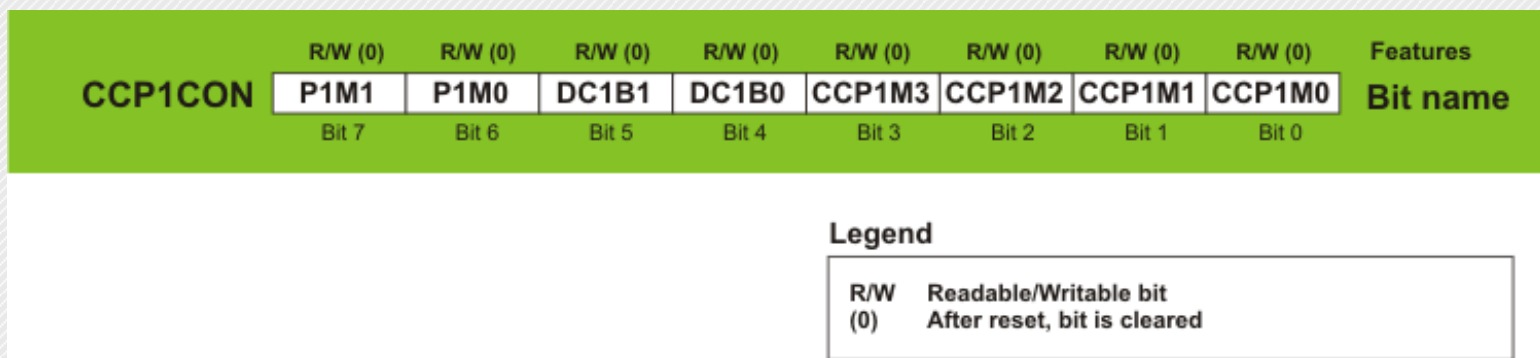 R/W (0) R/W (0) R/W (0) R/W (0) R/W (0) R/W (0) R/W (0) R/W (0) Features
CCP1CON P1M1 P1M0 DC1B1 DC1B0 CCP1M3 CCP1M2 CCP1M1 CCP1M0 Bit name
Bit 7 Bit 6 Bit 5 Bit 4 Bit 3 Bit 2 Bit 1 Bit 0
Legend
R/W Readable/Writable bit
(0) After reset, bit is cleared